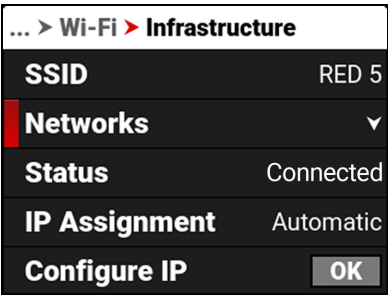 ... > Wi-Fi > Infrastructure
SSID RED 5
Networks
Status Connected
IP Assignment Automatic
Configure IP OK